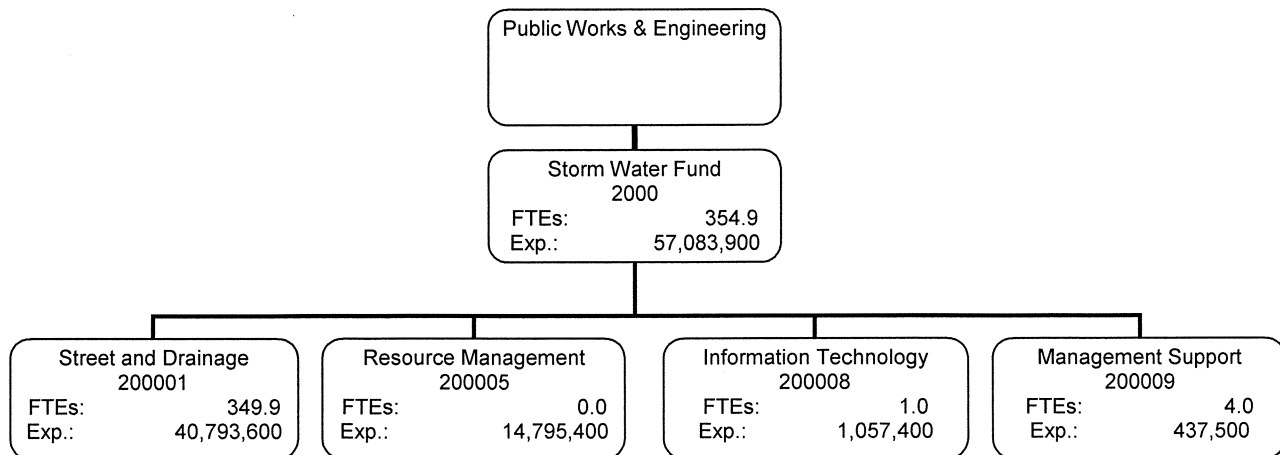 Public Works & Engineering
Storm Water Fund
2000
FTEs: 354.9
Exp.: 57,083,900
Street and Drainage
200001
FTEs: 349.9
Exp.: 40,793,600
Resource Management
200005
FTEs: 0.0
Exp.: 14,795,400
Information Technology
200008
FTEs: 1.0
Exp.: 1,057,400
Management Support
200009
FTEs: 4.0
Exp.: 437,500